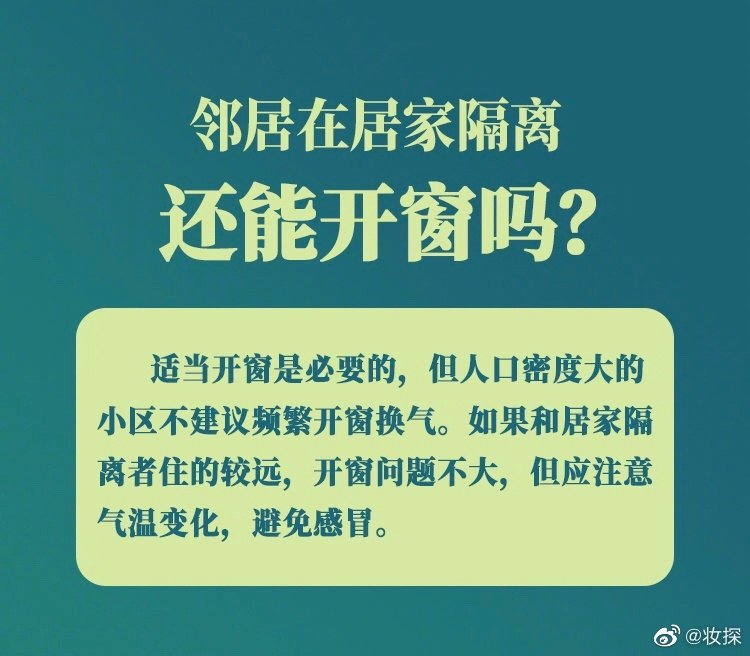 邻居在居家隔离
还能开窗吗？
适当开窗是必要的，但人口密度大的
小区不建议频繁开窗换气。如果和居家隔
离者住的较远，开窗问题不大，但应注意
气温变化，避免感冒。
@妆探